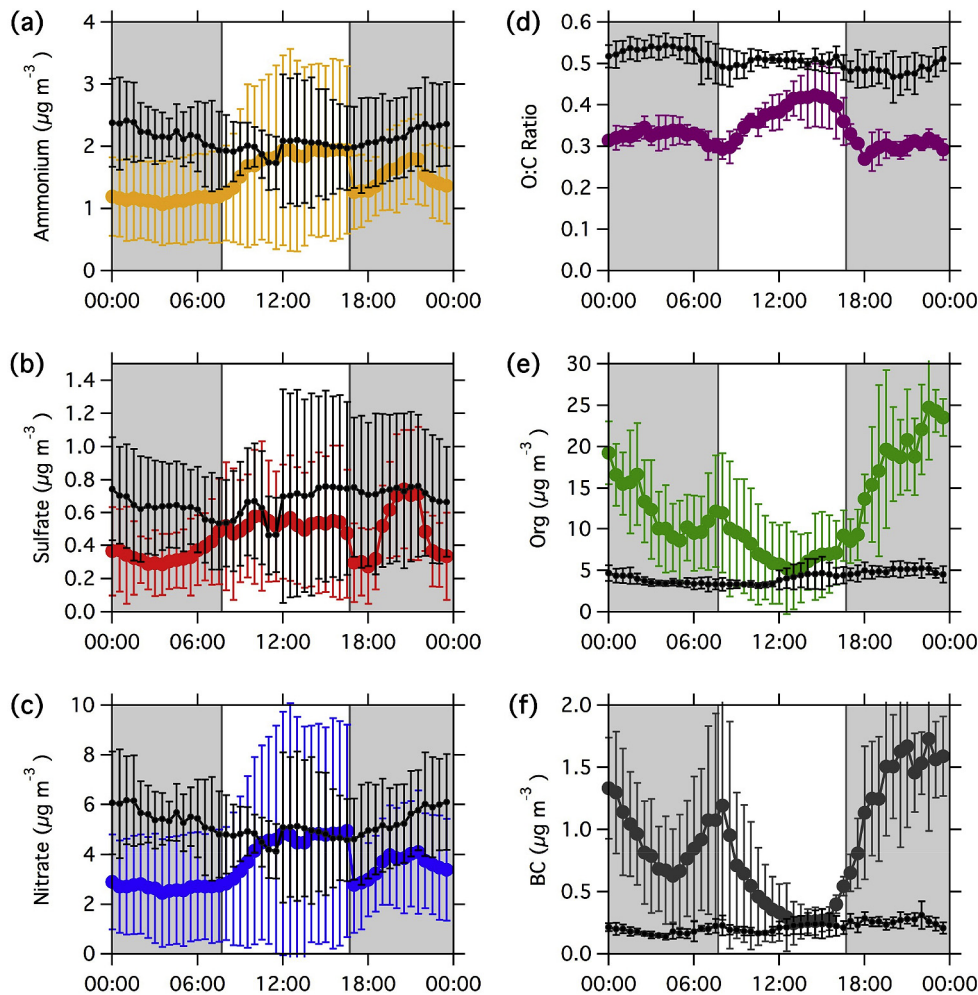 (a)
Ammonium (µg m⁻³)
4
3
2
1
0
00:00 06:00 12:00 18:00 00:00
(d)
O:C Ratio
0.6
0.5
0.4
0.3
0.2
0.1
0.0
00:00 06:00 12:00 18:00 00:00
(b)
Sulfate (µg m⁻³)
1.4
1.2
1.0
0.8
0.6
0.4
0.2
0.0
00:00 06:00 12:00 18:00 00:00
(e)
Org (µg m⁻³)
30
25
20
15
10
5
0
00:00 06:00 12:00 18:00 00:00
(c)
Nitrate (µg m⁻³)
10
8
6
4
2
0
00:00 06:00 12:00 18:00 00:00
(f)
BC (µg m⁻³)
2.0
1.5
1.0
0.5
0.0
00:00 06:00 12:00 18:00 00:00